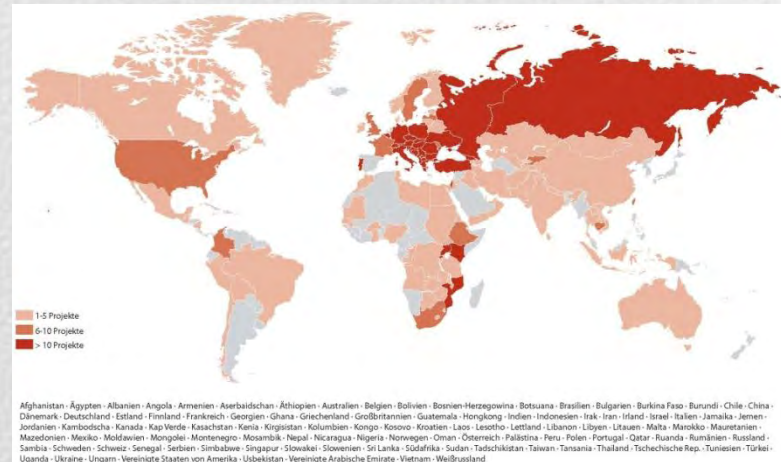 1-5 Projekte
6-10 Projekte
> 10 Projekte
Afghanistan · Ägypten · Albanien · Angola · Armenien · Aserbaidschan · Äthiopien · Australien · Belgien · Bolivien · Bosnien-Herzegowina · Botsuana · Brasilien · Bulgarien · Burkina Faso · Burundi · Chile · China ·
Dänemark · Deutschland · Estland · Finnland · Frankreich · Georgien · Ghana · Griechenland · Großbritannien · Guatemala · Hongkong · Indien · Indonesien · Irak · Iran · Irland · Israel · Italien · Jamaika · Jemen ·
Jordanien · Kambodscha · Kanada · Kap Verde · Kasachstan · Kenia · Kirgisistan · Kolumbien · Kongo · Kosovo · Kroatien · Laos · Lesotho · Lettland · Libanon · Libyen · Litauen · Malta · Marokko · Mauretanien ·
Mazedonien · Mexiko · Moldawien · Mongolei · Montenegro · Mosambik · Nepal · Nicaragua · Nigeria · Norwegen · Oman · Österreich · Palästina · Peru · Polen · Portugal · Qatar · Ruanda · Rumänien · Russland ·
Sambia · Schweden · Schweiz · Senegal · Serbien · Simbabwe · Singapur · Slowakei · Slowenien · Sri Lanka · Südafrika · Sudan · Tadschikistan · Taiwan · Tansania · Thailand · Tschechische Rep. · Tunesien · Türkei ·
Uganda · Ukraine · Ungarn · Vereinigte Staaten von Amerika · Usbekistan · Vereinigte Arabische Emirate · Vietnam · Weißrussland